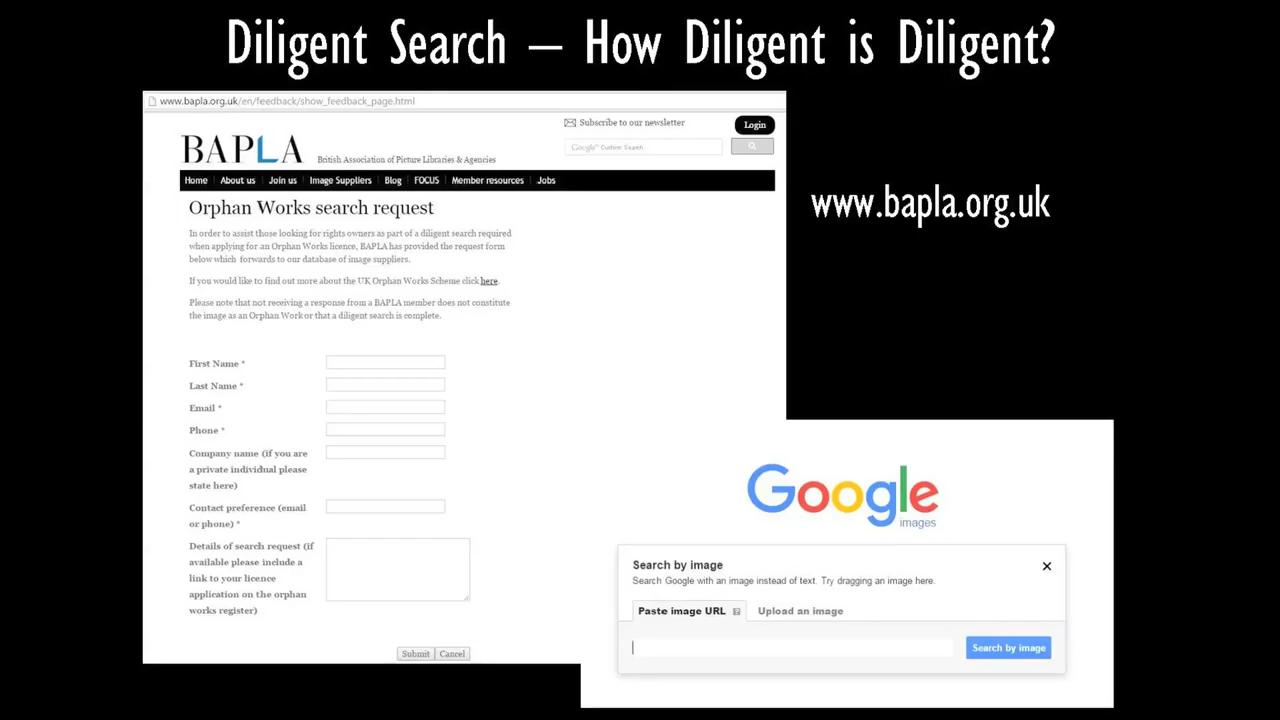 Diligent Search – How Diligent is Diligent?
www.bapla.org.uk/en/feedback/show_feedback_page.html
Subscribe to our newsletter
Login
BAPLA
British Association of Picture Libraries & Agencies
Google™ Custom Search
Home About us Join us Image Suppliers Blog FOCUS Member resources Jobs
Orphan Works search request
In order to assist those looking for rights owners as part of a diligent search required
when applying for an Orphan Works licence, BAPLA has provided the request form
below which forwards to our database of image suppliers.
If you would like to find out more about the UK Orphan Works Scheme click here.
Please note that not receiving a response from a BAPLA member does not constitute
the image as an Orphan Work or that a diligent search is complete.
First Name *
Last Name *
Email *
Phone *
Company name (if you are
a private individual please
state here)
Contact preference (email
or phone) *
Details of search request (if
available please include a
link to your licence
application on the orphan
works register)
Submit Cancel
www.bapla.org.uk
Google
images
Search by image
Search Google with an image instead of text. Try dragging an image here.
Paste image URL Upload an image
Search by image